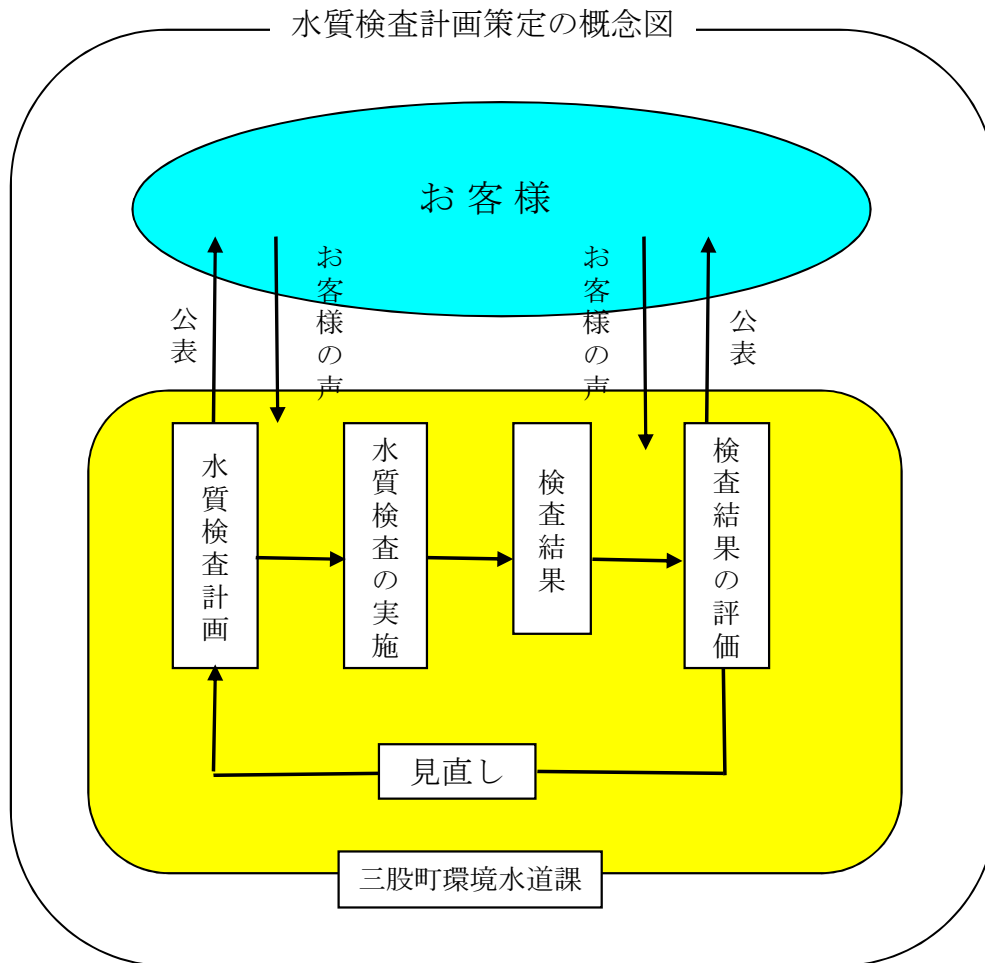 水質検査計画策定の概念図
お客様
公表
お客様の声
お客様の声
公表
水質検査計画
水質検査の実施
検査結果
検査結果の評価
見直し
三股町環境水道課